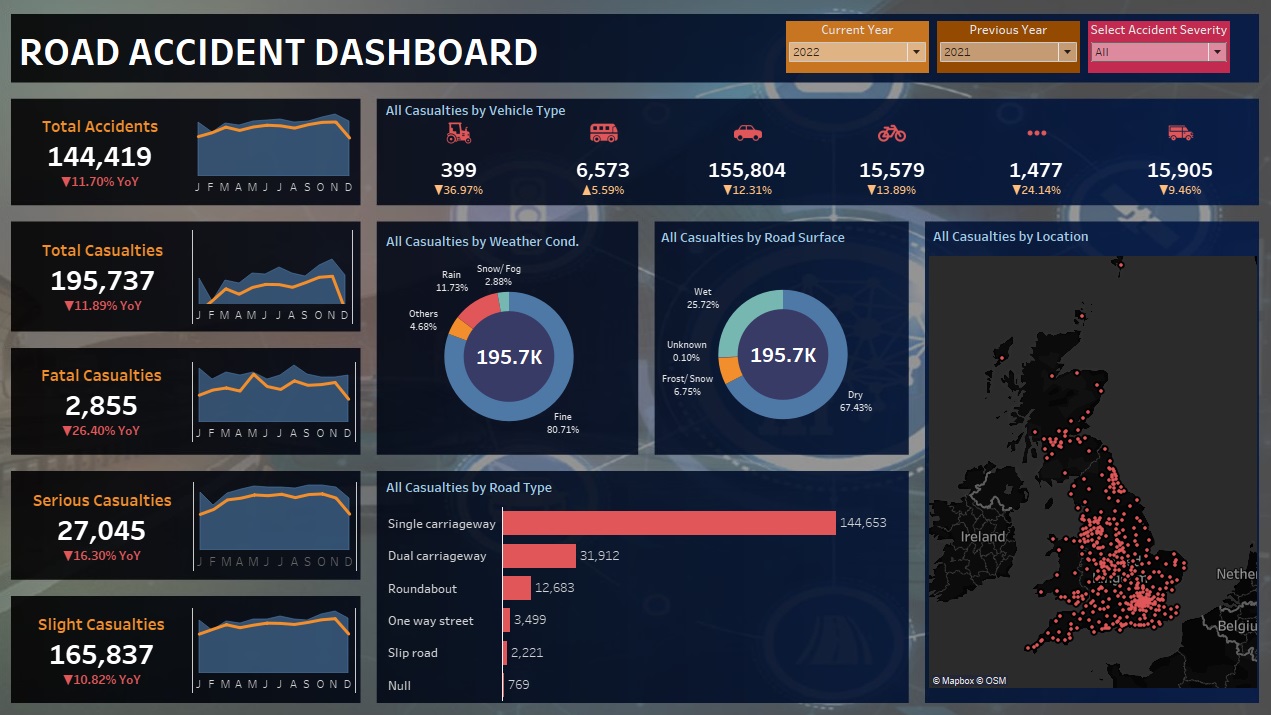 ROAD ACCIDENT DASHBOARD
Current Year
2022
Previous Year
2021
Select Accident Severity
All
Total Accidents
144,419
▼11.70% YoY
J F M A M J J A S O N D
Total Casualties
195,737
▼11.89% YoY
J F M A M J J A S O N D
Fatal Casualties
2,855
▼26.40% YoY
J F M A M J J A S O N D
Serious Casualties
27,045
▼16.30% YoY
J F M A M J J A S O N D
Slight Casualties
165,837
▼10.82% YoY
J F M A M J J A S O N D
All Casualties by Vehicle Type
399 6,573 155,804 15,579 1,477 15,905
▼36.97% ▲5.59% ▼12.31% ▼13.89% ▼24.14% ▼9.46%
All Casualties by Weather Cond.
Snow/ Fog
2.88%
Rain
11.73%
Others
4.68%
195.7K
Fine
80.71%
All Casualties by Road Surface
Wet
25.72%
Unknown
0.10%
Frost/ Snow
6.75%
195.7K
Dry
67.43%
All Casualties by Road Type
Single carriageway 144,653
Dual carriageway 31,912
Roundabout 12,683
One way street 3,499
Slip road 2,221
Null 769
All Casualties by Location
Ireland
Nether
Belgiu
© Mapbox © OSM